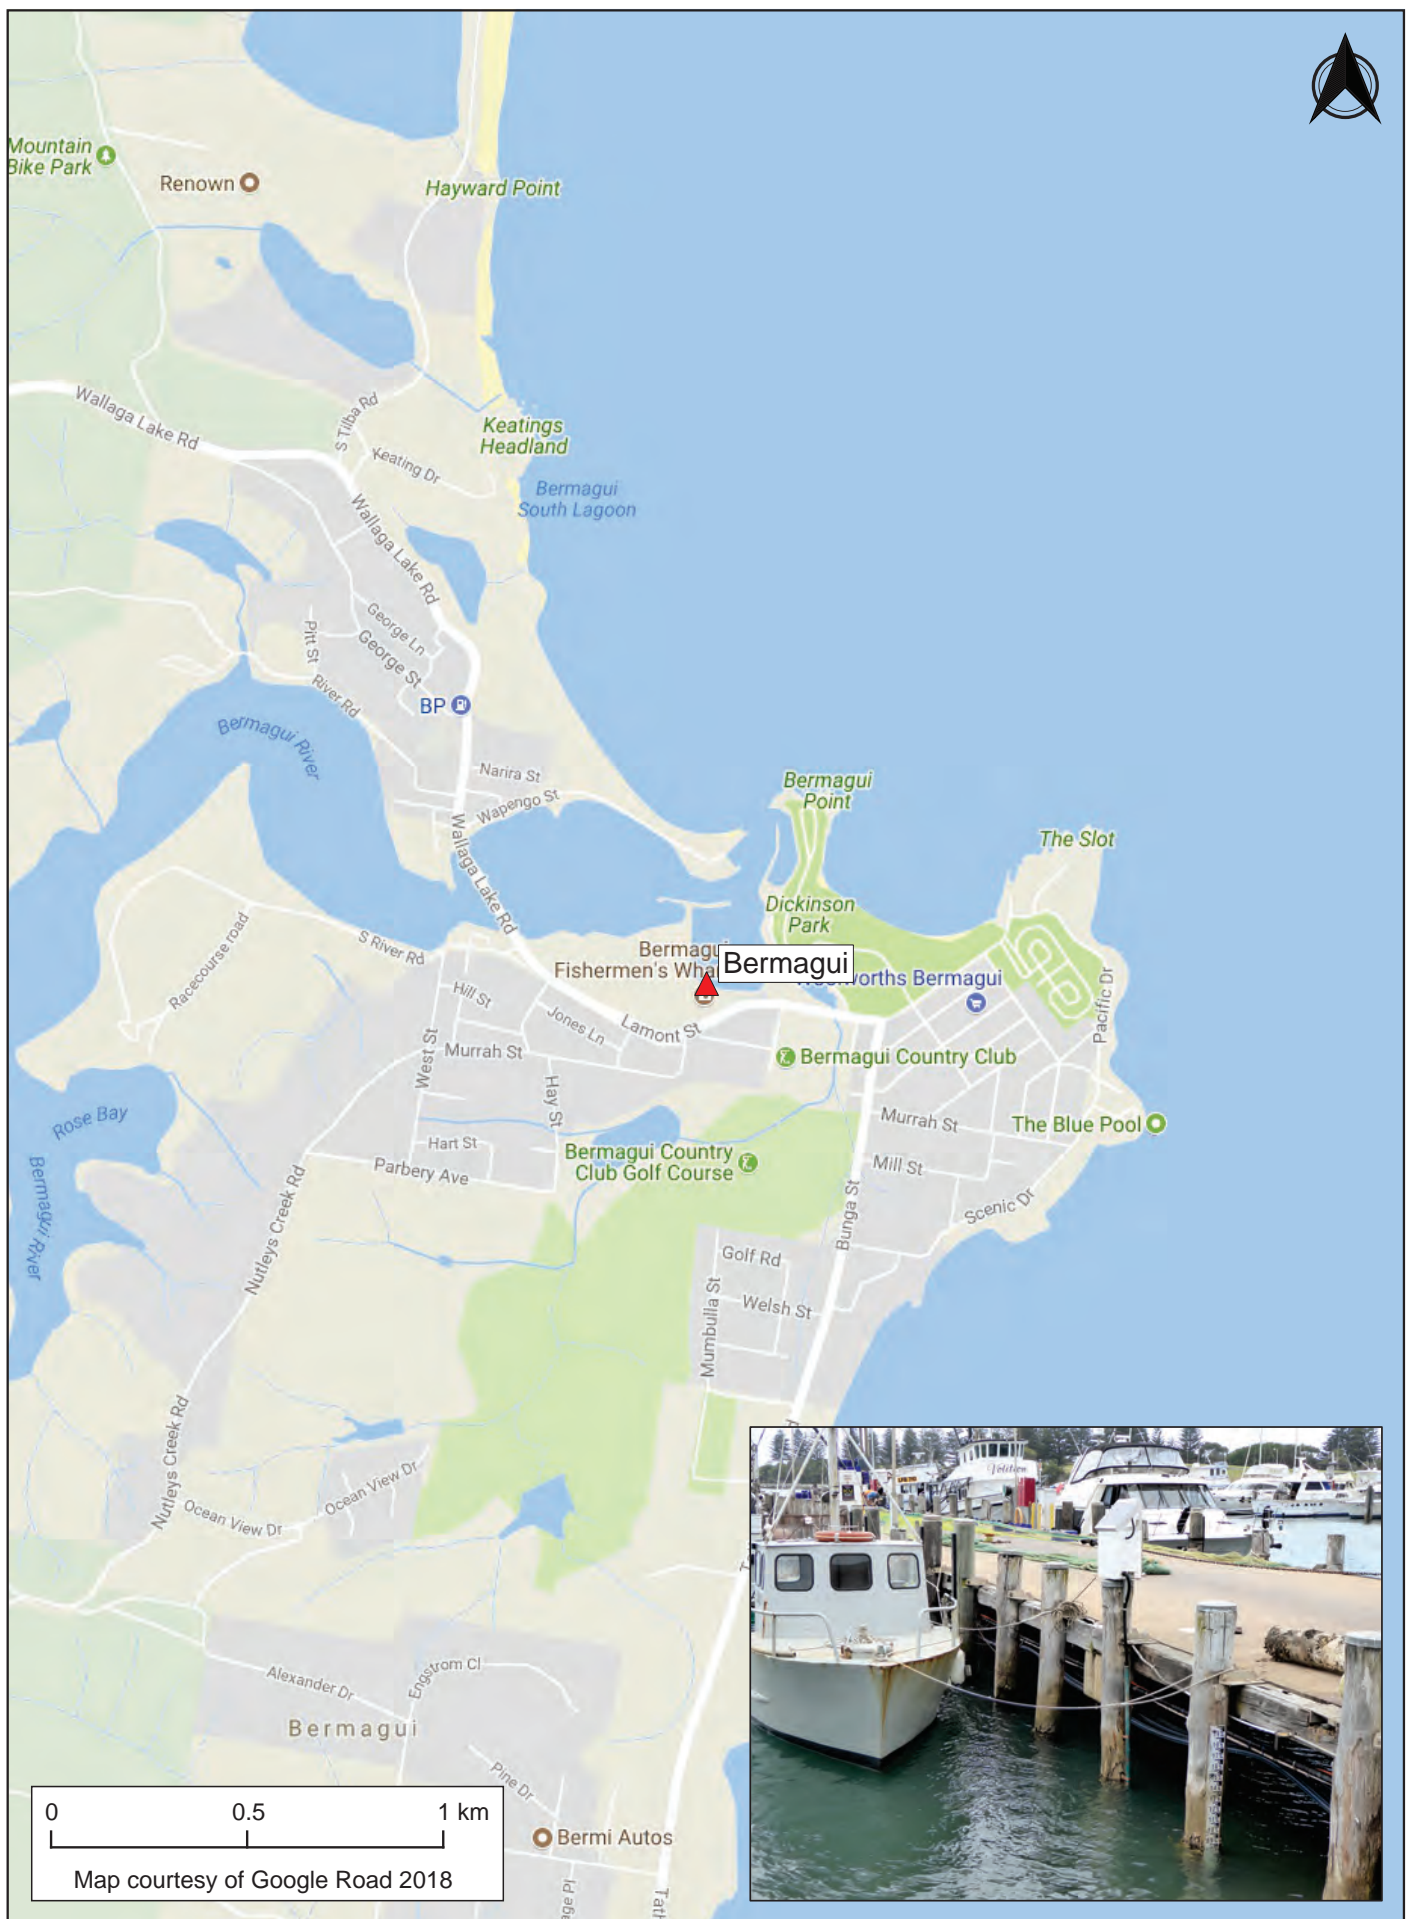 Mountain
Bike Park
Renown
Hayward Point
Wallaga Lake Rd
S Tilba Rd
Keatings
Headland
Keating Dr
Bermagui
South Lagoon
Wallaga Lake Rd
George Ln
Pitt St
George St
River Rd
BP
Bermagui River
Narira St
Wapengo St
Bermagui
Point
The Slot
Wallaga Lake Rd
Dickinson
Park
S River Rd
Racecourse road
Bermagui
Fishermen's
Bermagui
Bermagui
Pacific Dr
Hill St
Jones Ln
Lamont St
West St
Murrah St
Bermagui Country Club
Hay St
Rose Bay
Murrah St
The Blue Pool
Hart St
Bermagui Country
Club Golf Course
Parbery Ave
Mill St
Bermagui River
Nutleys Creek Rd
Scenic Dr
Bunga St
Golf Rd
Welsh St
Mumbulla St
Nutleys Creek Rd
Ocean View Dr
Ocean View Dr
Engstrom Cl
Alexander Dr
Bermagui
Pine Dr
0 0.5 1 km
Bermi Autos
Map courtesy of Google Road 2018